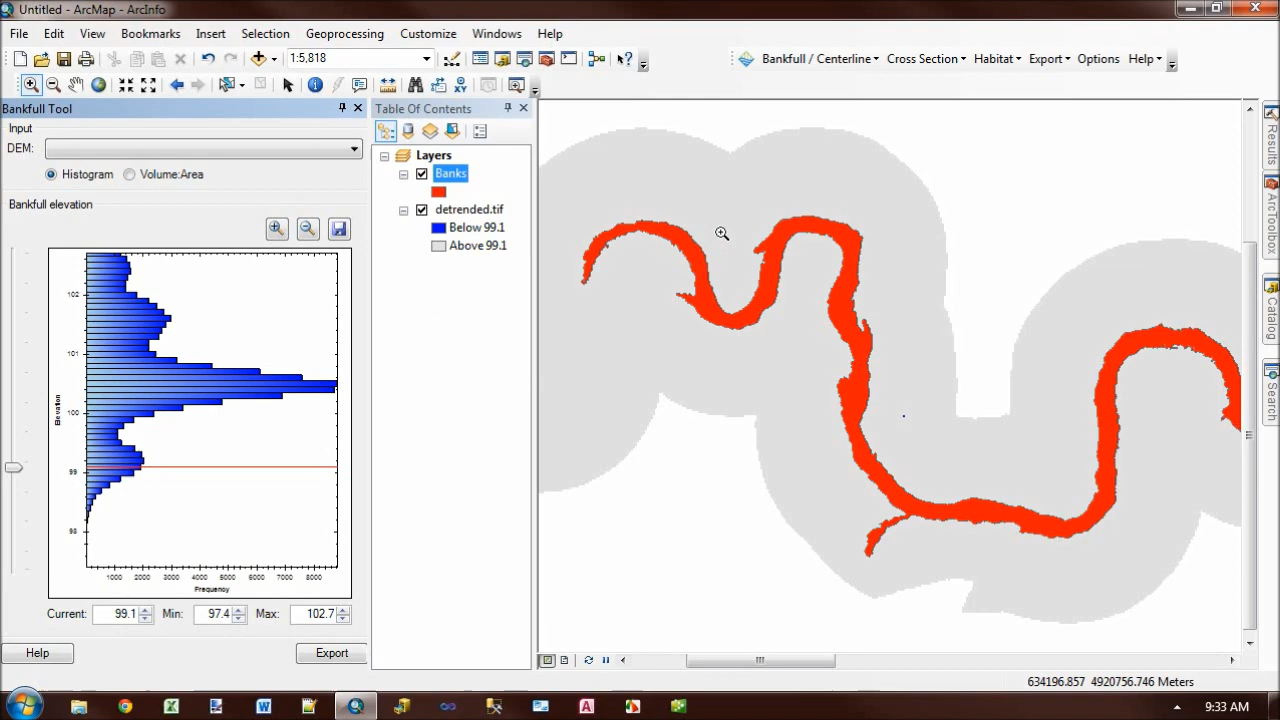 Untitled - ArcMap - ArcInfo
File Edit View Bookmarks Insert Selection Geoprocessing Customize Windows Help
1:5,818
Bankfull / Centerline Cross Section Habitat Export Options Help
Bankfull Tool
Input
DEM:
Histogram Volume:Area
Bankfull elevation
102
101
100
99
98
Elevation
1000 2000 3000 4000 5000 6000 7000 8000
Frequency
Current: 99.1 Min: 97.4 Max: 102.7
Help Export
Table Of Contents
Layers
Banks
detrended.tif
Below 99.1
Above 99.1
Results
ArcToolbox
Catalog
Search
634196.857 4920756.746 Meters
9:33 AM